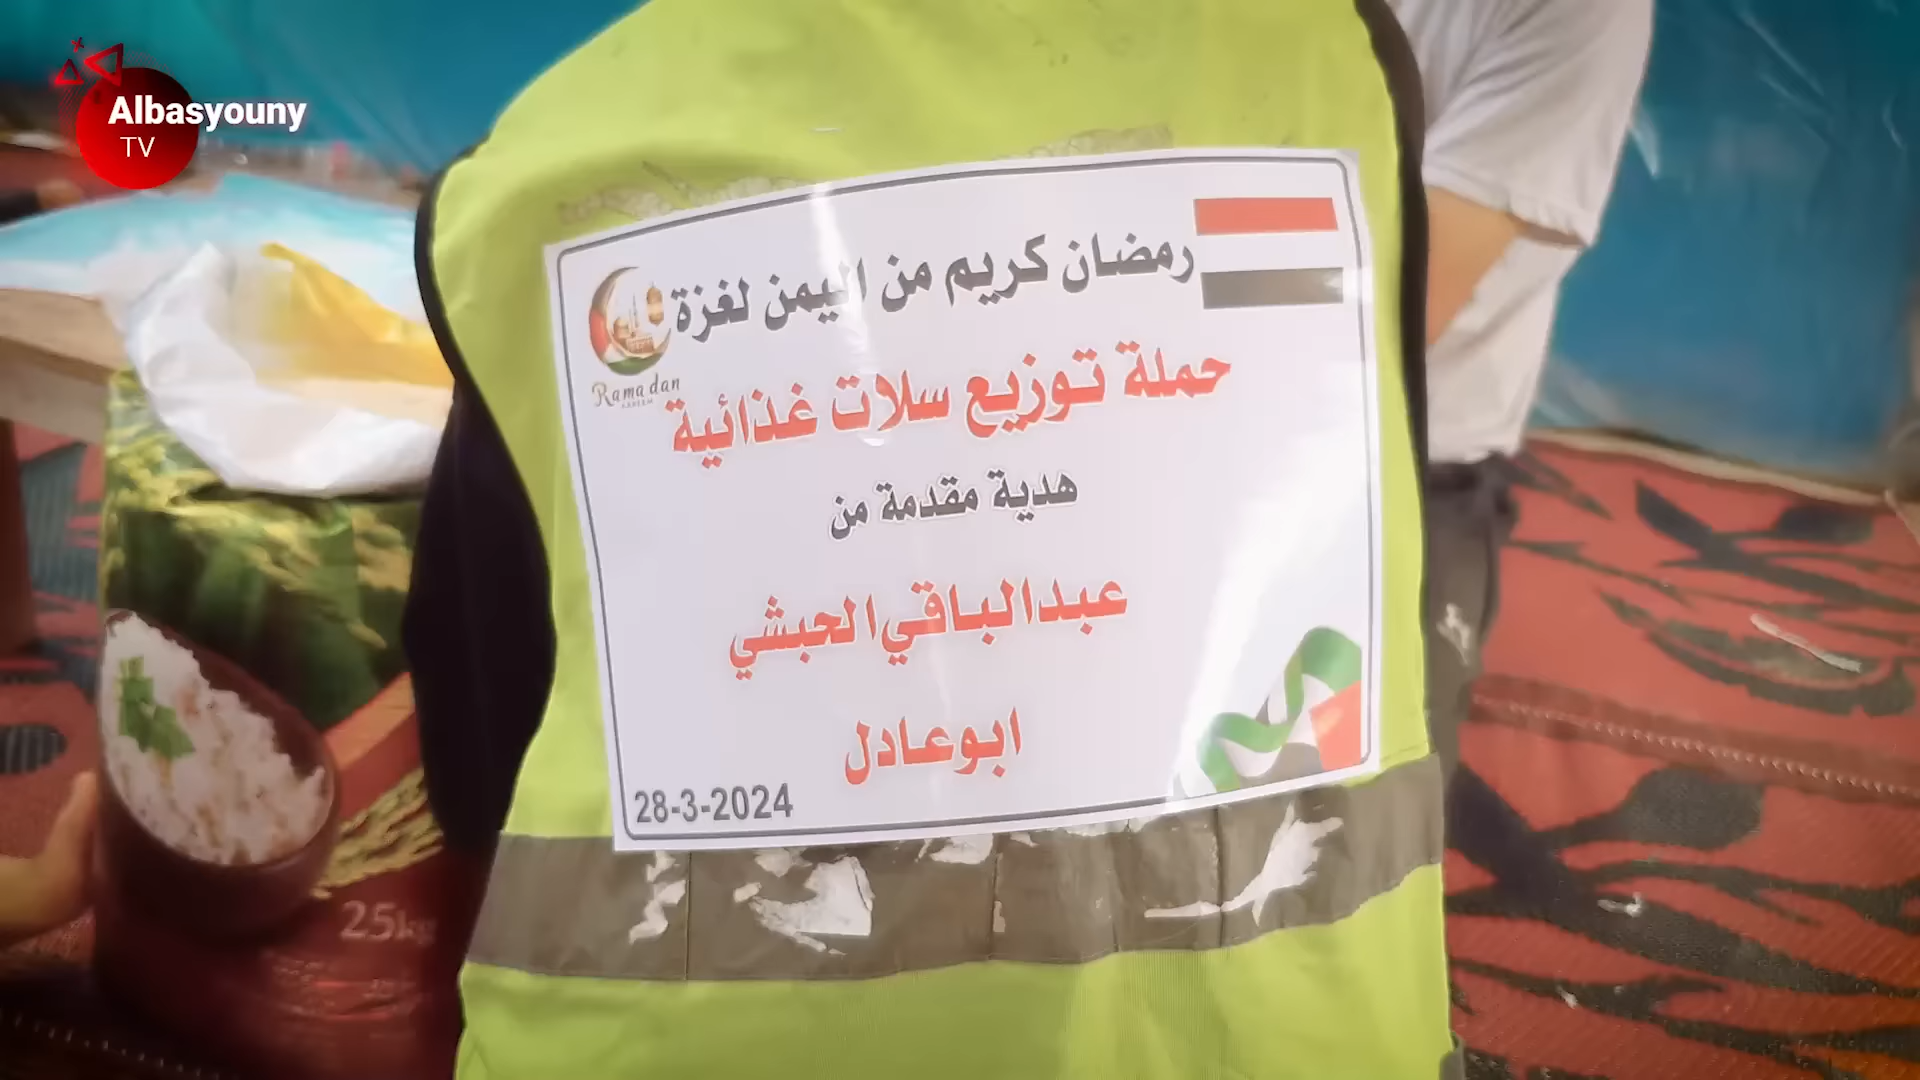 Albasyouny
TV
رمضان كريم من اليمن لغزة
Ramadan
حملة توزيع سلات غذائية
هدية مقدمة من
عبدالباقي الحبشي
ابوعادل
28-3-2024
25kg